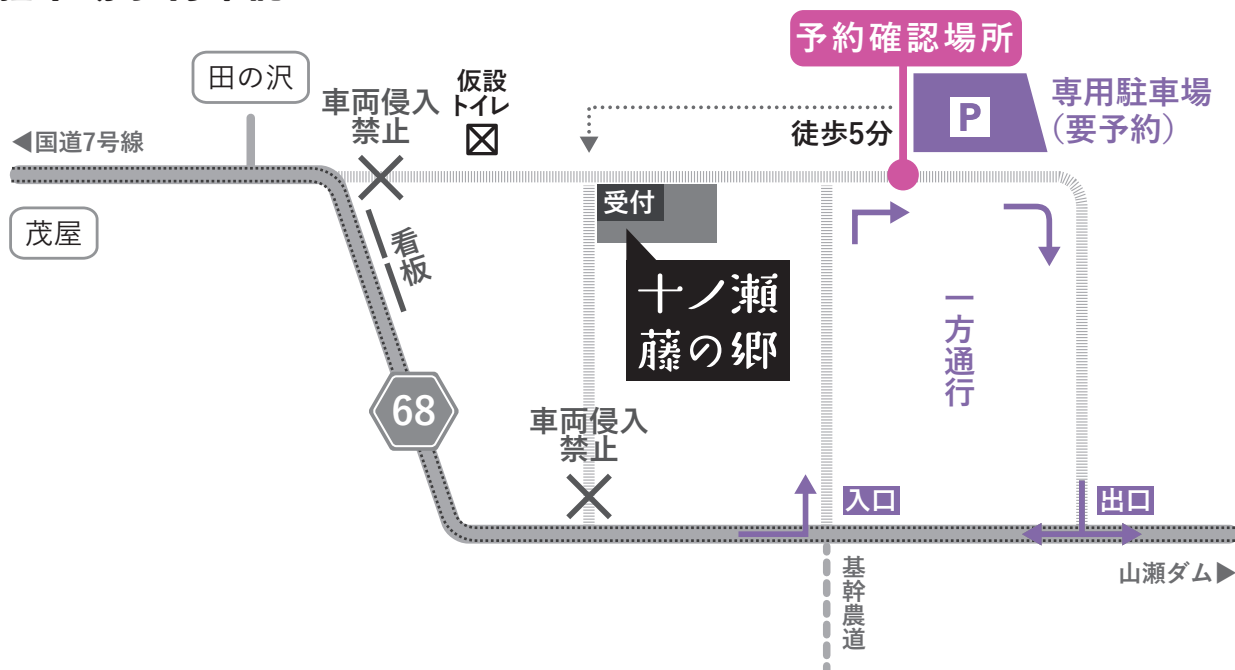 予約確認場所
田の沢
仮設
トイレ
車両侵入
禁止
専用駐車場
(要予約)
P
徒歩5分
◀国道7号線
受付
茂屋
看板
十ノ瀬
藤の郷
一方通行
68
車両侵入
禁止
入口
出口
基幹農道
山瀬ダム▶